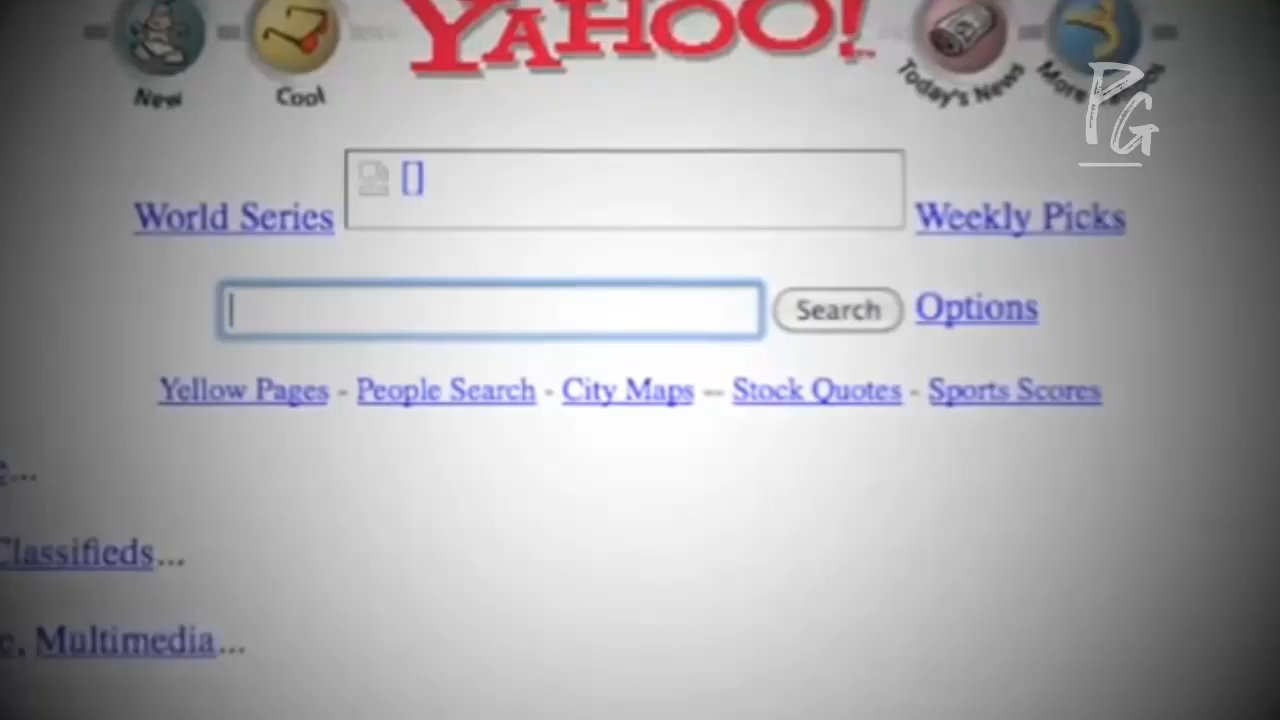 YAHOO!
New Cool Today's News More
PG
[]
World Series Weekly Picks
Search Options
Yellow Pages - People Search - City Maps -- Stock Quotes - Sports Scores
...
Classifieds...
, Multimedia...